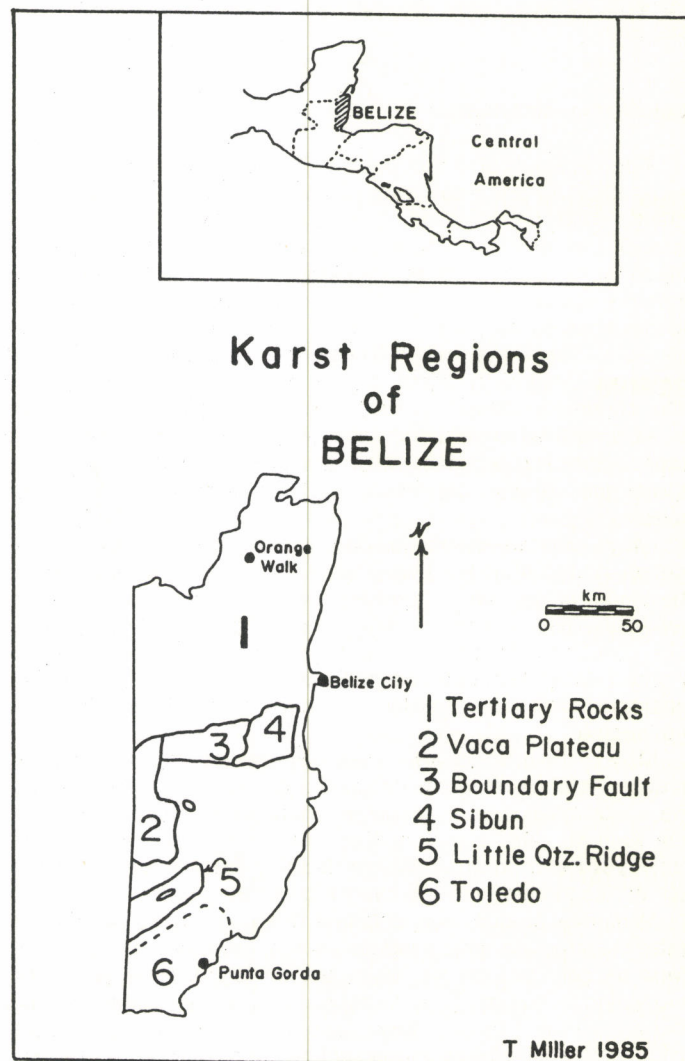 BELIZE
Central
America
Karst Regions
of
BELIZE
Orange
Walk
N
km
0 50
1
Belize City
1 Tertiary Rocks
2 Vaca Plateau
3 Boundary Fault
4 Sibun
5 Little Qtz. Ridge
6 Toledo
4
3
2
5
6
Punta Gorda
T Miller 1985